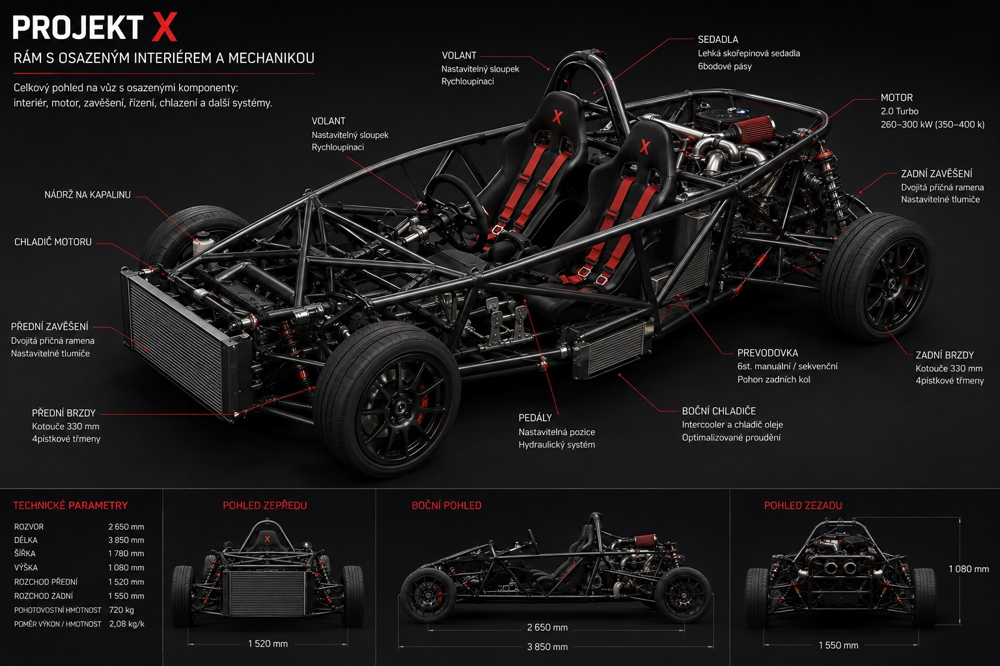 PROJEKT X
RÁM S OSAZENÝM INTERIÉREM A MECHANIKOU
Celkový pohled na vůz s osazenými komponenty:
interiér, motor, zavěšení, řízení, chlazení a další systémy.
VOLANT
Nastavitelný sloupek
Rychloupínaci
SEDADLA
Lehká skořepinová sedadla
6bodové pásy
MOTOR
2.0 Turbo
260–300 kW (350–400 k)
VOLANT
Nastavitelný sloupek
Rychloupínaci
ZADNÍ ZAVĚŠENÍ
Dvojitá příčná ramena
Nastavitelné tlumiče
NÁDRŽ NA KAPALINU
CHLADIČ MOTORU
X
X
PŘEDNÍ ZAVĚŠENÍ
Dvojitá příčná ramena
Nastavitelné tlumiče
PREVODOVKA
6st. manuální / sekvenční
Pohon zadních kol
ZADNÍ BRZDY
Kotouče 330 mm
4pístkové třmeny
PŘEDNÍ BRZDY
Kotouče 330 mm
4pístkové třmeny
PEDÁLY
Nastavitelná pozice
Hydraulický systém
BOČNÍ CHLADIČE
Intercooler a chladič oleje
Optimalizované proudění
TECHNICKÉ PARAMETRY
ROZVOR 2 650 mm
DÉLKA 3 850 mm
ŠÍŘKA 1 780 mm
VÝŠKA 1 080 mm
ROZCHOD PŘEDNÍ 1 520 mm
ROZCHOD ZADNÍ 1 550 mm
POHOTOVOSTNÍ HMOTNOST 720 kg
POMĚR VÝKON / HMOTNOST 2,08 kg/k
POHLED ZEPŘEDU
X
1 520 mm
BOČNÍ POHLED
2 650 mm
3 850 mm
POHLED ZEZADU
1 080 mm
1 550 mm